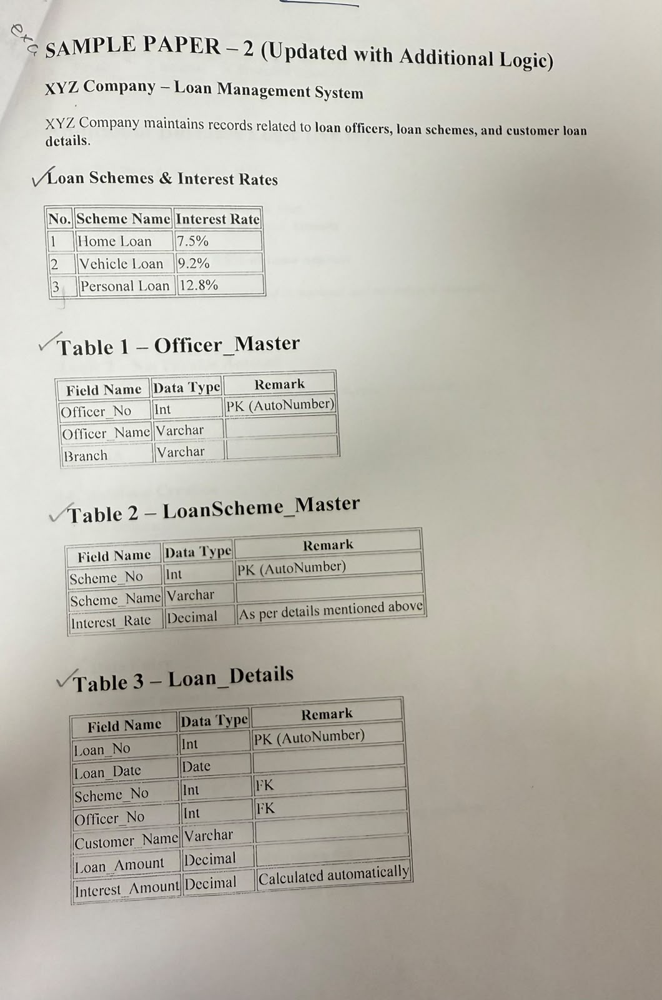 exa
SAMPLE PAPER – 2 (Updated with Additional Logic)
XYZ Company – Loan Management System
XYZ Company maintains records related to loan officers, loan schemes, and customer loan
details.
Loan Schemes & Interest Rates
No. Scheme Name Interest Rate
1 Home Loan 7.5%
2 Vehicle Loan 9.2%
3 Personal Loan 12.8%
Table 1 – Officer_Master
Field Name Data Type Remark
Officer_No Int PK (AutoNumber)
Officer_Name Varchar
Branch Varchar
Table 2 – LoanScheme_Master
Field Name Data Type Remark
Scheme_No Int PK (AutoNumber)
Scheme_Name Varchar
Interest_Rate Decimal As per details mentioned above
Table 3 – Loan_Details
Field Name Data Type Remark
Loan_No Int PK (AutoNumber)
Loan_Date Date
Scheme_No Int FK
Officer_No Int FK
Customer_Name Varchar
Loan_Amount Decimal
Interest_Amount Decimal Calculated automatically